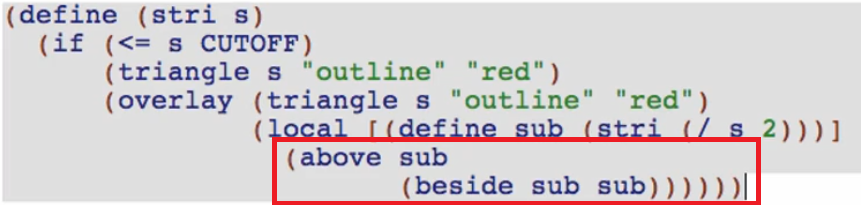 (define (stri s)
(if (<= s CUTOFF)
(triangle s "outline" "red")
(overlay (triangle s "outline" "red")
(local [(define sub (stri (/ s 2)))]
(above sub
(beside sub sub))))))